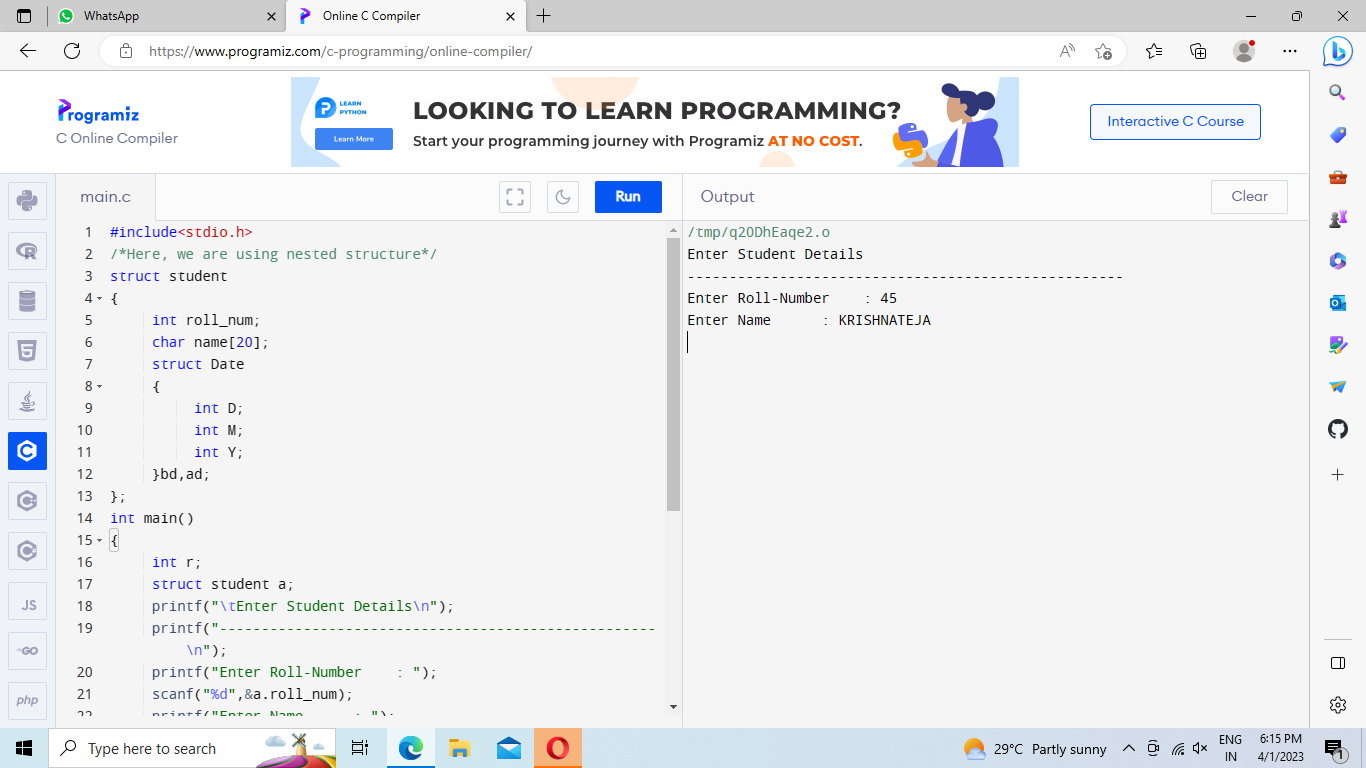 WhatsApp
Online C Compiler
https://www.programiz.com/c-programming/online-compiler/
Programiz
C Online Compiler
LEARN PYTHON
Learn More
LOOKING TO LEARN PROGRAMMING?
Start your programming journey with Programiz AT NO COST.
Interactive C Course
main.c
Run
Output
Clear
1 #include<stdio.h>
2 /*Here, we are using nested structure*/
3 struct student
4 {
5 int roll_num;
6 char name[20];
7 struct Date
8 {
9 int D;
10 int M;
11 int Y;
12 }bd,ad;
13 };
14 int main()
15 {
16 int r;
17 struct student a;
18 printf("\tEnter Student Details\n");
19 printf("----------------------------------------------------
\n");
20 printf("Enter Roll-Number    : ");
21 scanf("%d",&a.roll_num);
22 printf("Enter Name      : ");
/tmp/q2ODhEaqe2.o
Enter Student Details
----------------------------------------------------
Enter Roll-Number    : 45
Enter Name      : KRISHNATEJA
JS
GO
php
Type here to search
29°C Partly sunny
ENG
IN
6:15 PM
4/1/2023
1